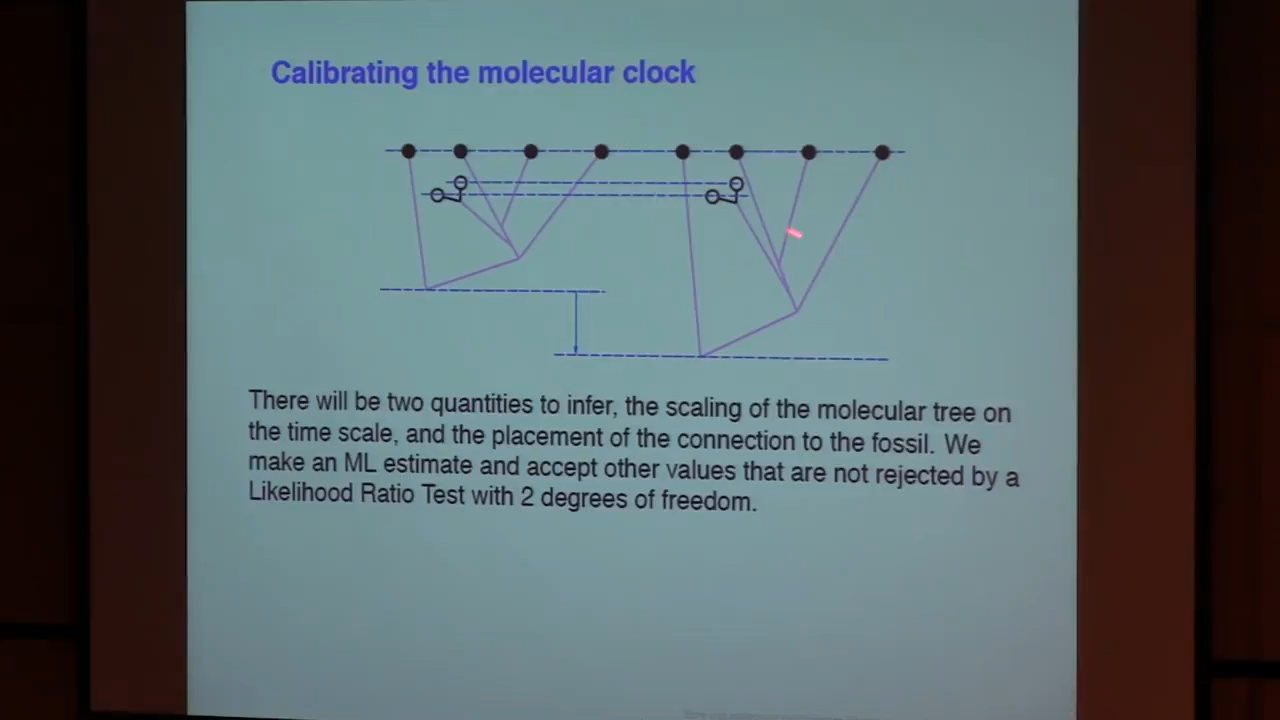 Calibrating the molecular clock
There will be two quantities to infer, the scaling of the molecular tree on
the time scale, and the placement of the connection to the fossil. We
make an ML estimate and accept other values that are not rejected by a
Likelihood Ratio Test with 2 degrees of freedom.